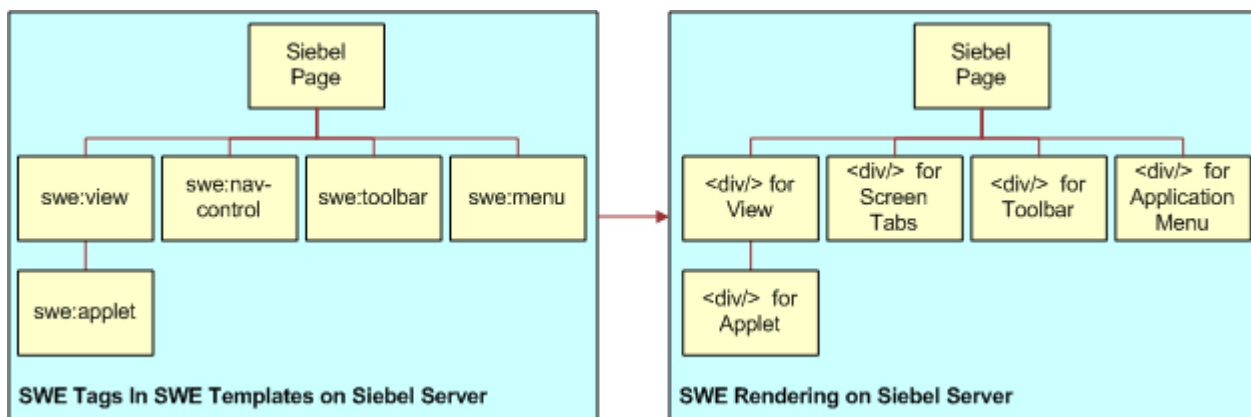 Siebel
Page
swe:view
swe:nav-
control
swe:toolbar
swe:menu
swe:applet
SWE Tags In SWE Templates on Siebel Server
Siebel
Page
<div/> for
View
<div/> for
Screen
Tabs
<div/> for
Toolbar
<div/> for
Application
Menu
<div/> for
Applet
SWE Rendering on Siebel Server